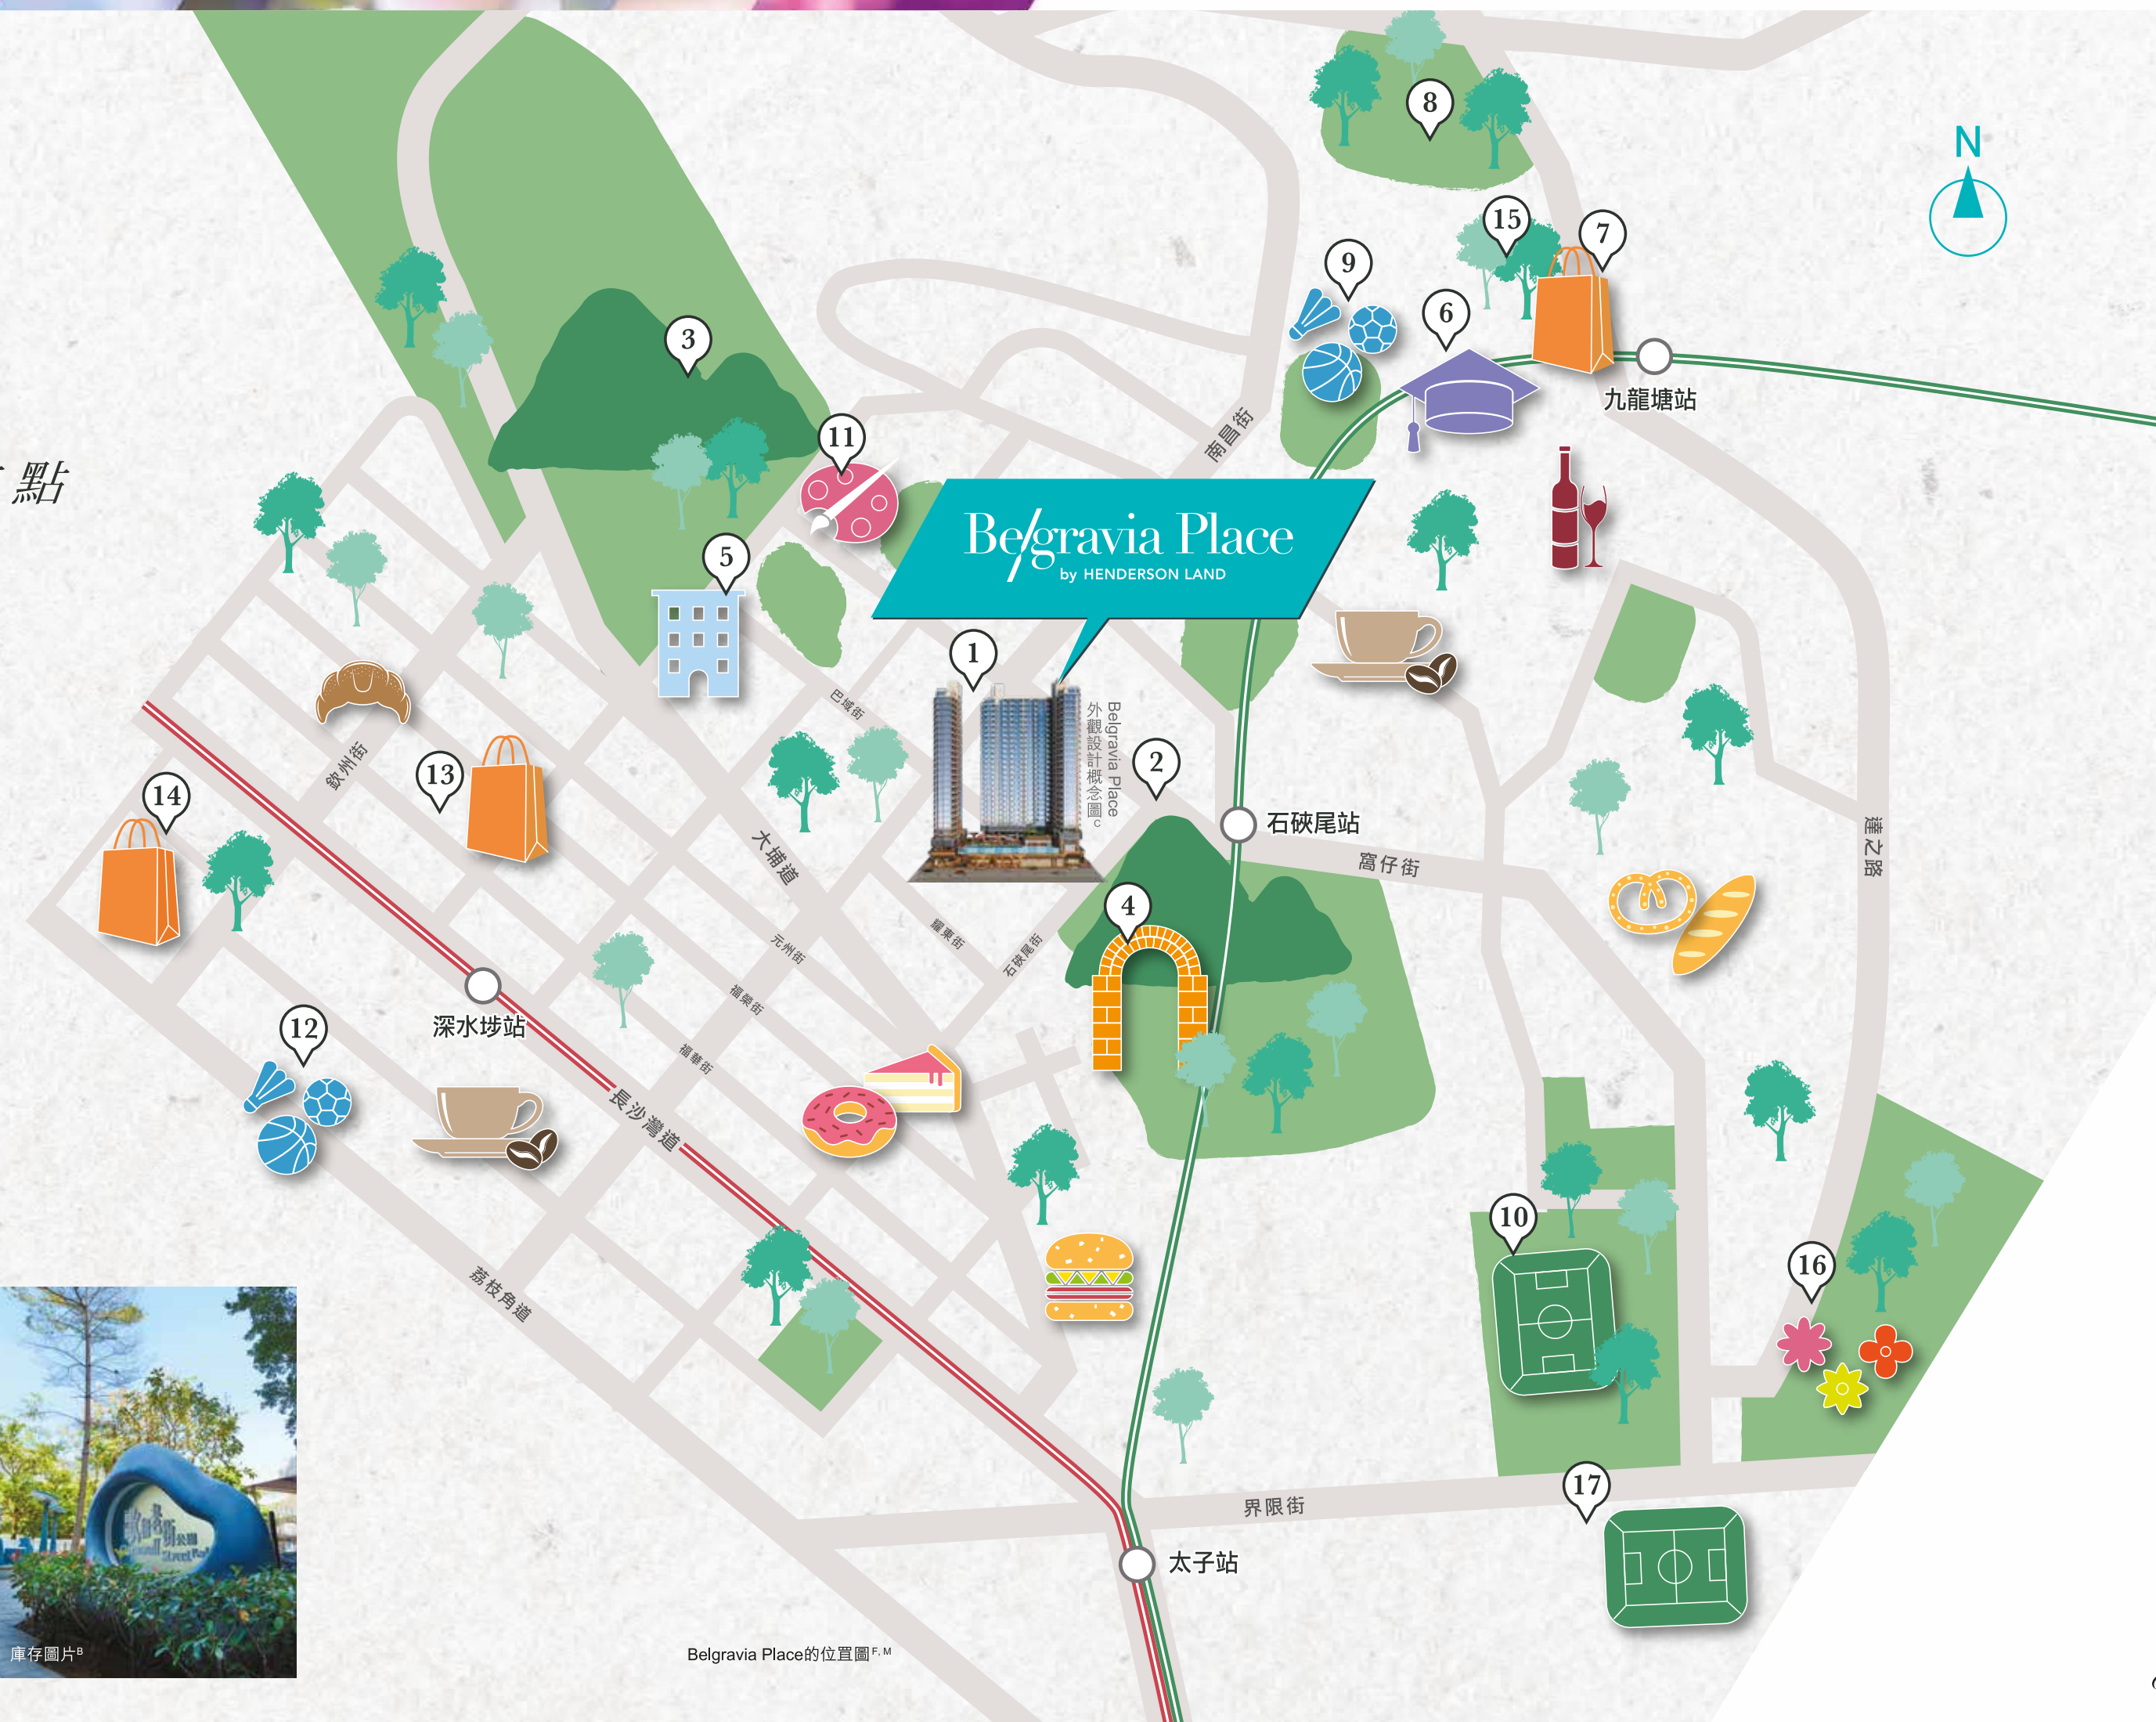 點
N
8
15
7
9
6
3
九龍塘站
南昌街
11
Belgravia Place
by HENDERSON LAND
5
1
巴域街
Belgravia Place
外觀設計概念圖C
2
欽州街
13
14
石硤尾站
大埔道
窩仔街
達之路
4
耀東街
石硤尾街
元州街
福榮街
深水埗站
12
福華街
長沙灣道
10
16
荔枝角道
17
界限街
太子站
庫存圖片B
Belgravia Place的位罝圖F, M